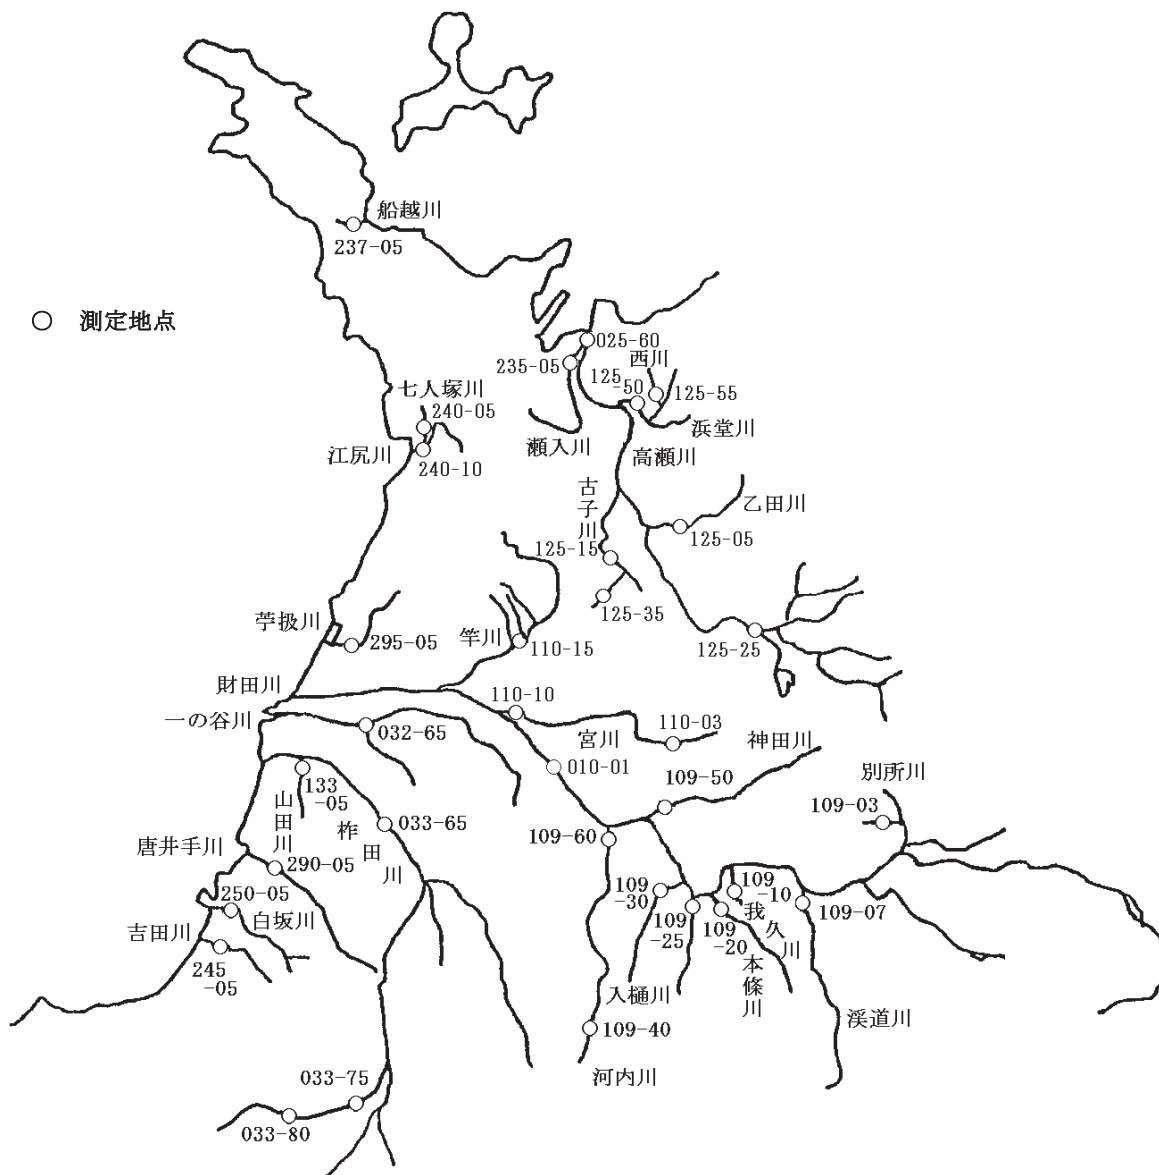 船越川
237-05
○ 測定地点
025-60
235-05
西川
125
-50
125-55
七人塚川
240-05
浜堂川
瀬入川
高瀬川
江尻川
240-10
古子川
乙田川
125-05
125-15
125-35
苧扱川
295-05
竿川
110-15
125-25
財田川
110-10
一の谷川
032-65
宮川
110-03
神田川
010-01
別所川
133
-05
109-50
109-03
山田川
柞田川
033-65
109-60
唐井手川
290-05
109
-30
109
-10
250-05
白坂川
109
-25
109
-20
我久川
109-07
吉田川
245
-05
本條川
入樋川
溪道川
109-40
河内川
033-75
033-80